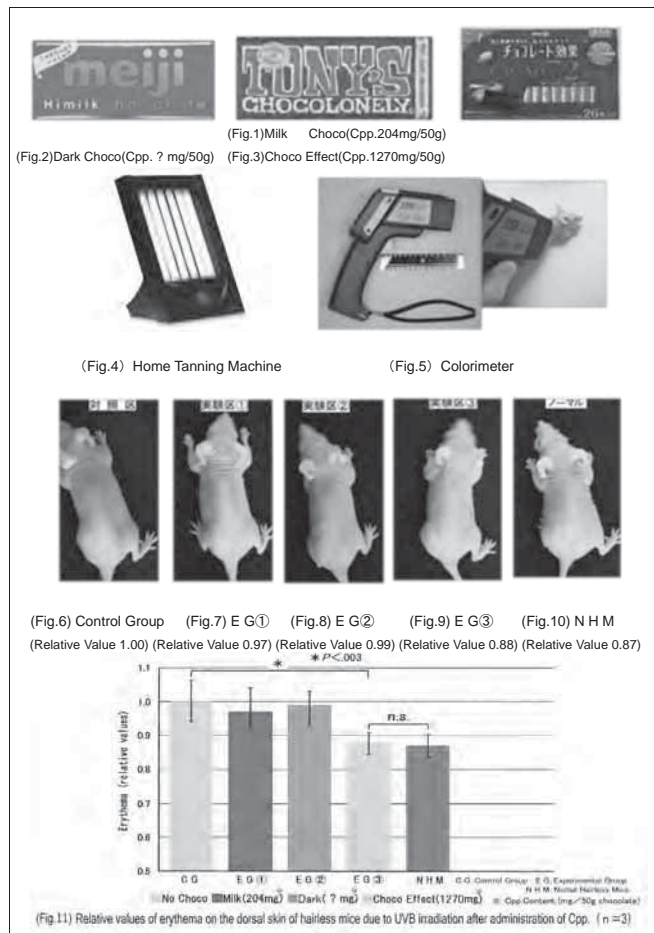 meiji
Himilk chocolate
TONY'S
CHOCOLONELY
チョコレート効果
26
(Fig.1)Milk Choco(Cpp.204mg/50g)
(Fig.2)Dark Choco(Cpp. ? mg/50g) (Fig.3)Choco Effect(Cpp.1270mg/50g)
(Fig.4) Home Tanning Machine (Fig.5) Colorimeter
対照区 実験区① 実験区② 実験区③ ノーマル
(Fig.6) Control Group (Fig.7) E G① (Fig.8) E G② (Fig.9) E G③ (Fig.10) N H M
(Relative Value 1.00) (Relative Value 0.97) (Relative Value 0.99) (Relative Value 0.88) (Relative Value 0.87)
* P<.003
*
n.s.
Erythema (relative values)
1.1
1.0
0.9
0.8
0.7
0.6
0.5
C G E G① E G② E G③ N H M
C.G. Control Group E.G. Experimental Group
N.H.M. Normal Hairless Mice
No Choco Milk(204mg) Dark(? mg) Choco Effect(1270mg) ※ Cpp Content (mg/50g chocolate)
(Fig.11) Relative values of erythema on the dorsal skin of hairless mice due to UVB irradiation after administration of Cpp. (n=3)